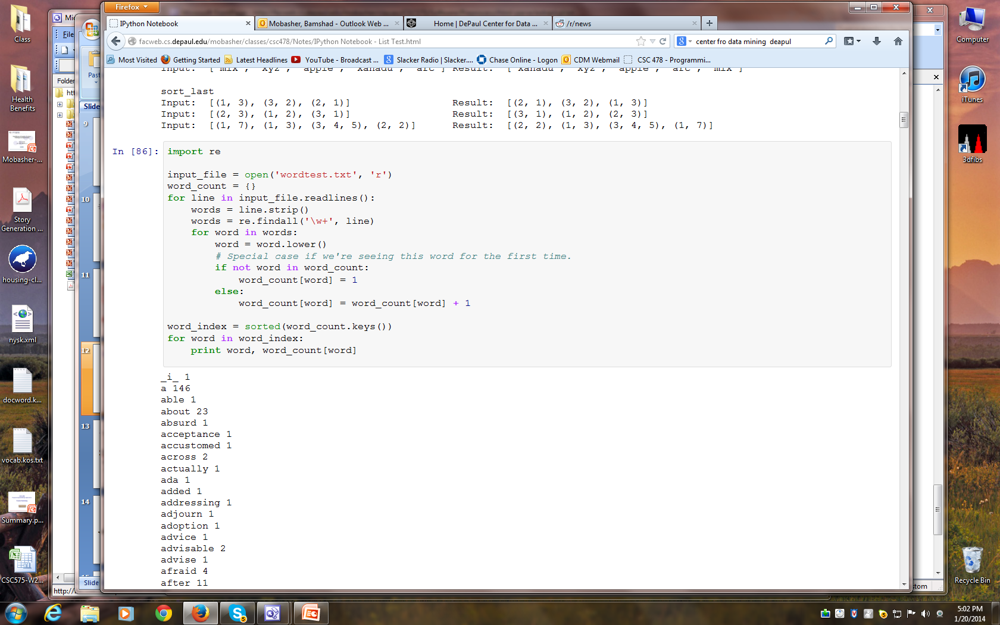 Firefox
IPython Notebook
Mobasher, Bamshad - Outlook Web ...
Home | DePaul Center for Data ...
/r/news
facweb.cs.depaul.edu/mobasher/classes/csc478/Notes/IPython Notebook - List Test.html
center fro data mining  deapul
Most Visited
Getting Started
Latest Headlines
YouTube - Broadcast ...
Slacker Radio | Slacker....
Chase Online - Logon
CDM Webmail
CSC 478 - Programmi...
Input:  ['mix', 'xyz', 'apple', 'xanadu', 'arc'] Result:  ['xanadu', 'xyz', 'apple', 'arc', 'mix']
sort_last
Input:  [(1, 3), (3, 2), (2, 1)]  Result:  [(2, 1), (3, 2), (1, 3)]
Input:  [(2, 3), (1, 2), (3, 1)]  Result:  [(3, 1), (1, 2), (2, 3)]
Input:  [(1, 7), (1, 3), (3, 4, 5), (2, 2)]  Result:  [(2, 2), (1, 3), (3, 4, 5), (1, 7)]
In [86]:
import re
input_file = open('wordtest.txt', 'r')
word_count = {}
for line in input_file.readlines():
    words = line.strip()
    words = re.findall('\w+', line)
    for word in words:
        word = word.lower()
        # Special case if we're seeing this word for the first time.
        if not word in word_count:
            word_count[word] = 1
        else:
            word_count[word] = word_count[word] + 1
word_index = sorted(word_count.keys())
for word in word_index:
    print word, word_count[word]
_i_ 1
a 146
able 1
about 23
absurd 1
acceptance 1
accustomed 1
across 2
actually 1
ada 1
added 1
addressing 1
adjourn 1
adoption 1
advice 1
advisable 2
advise 1
afraid 4
after 11
Class
Health Benefits
Mobasher-...
Story Generation ...
housing-cl...
nysk.xml
docword.k...
vocab.kos.txt
Summary.p...
CSC575-W2...
File
Folder
Past
Slide
9
10
11
12
13
14
Slide
http://
Computer
iTunes
3dfibs
Recycle Bin
5:02 PM
1/20/2014